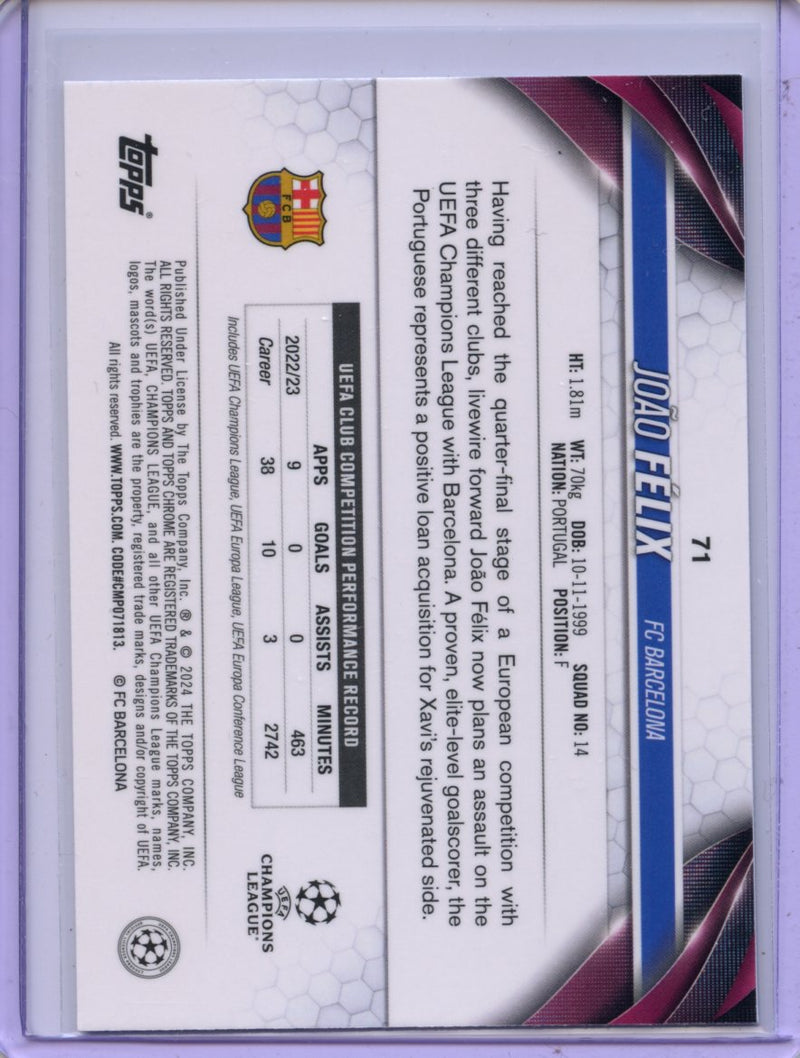 71
JOÃO FÉLIX FC BARCELONA
HT: 1.81m WT: 70kg DOB: 10-11-1999 SQUAD NO: 14
NATION: PORTUGAL POSITION: F
Having reached the quarter-final stage of a European competition with
three different clubs, livewire forward João Félix now plans an assault on the
UEFA Champions League with Barcelona. A proven, elite-level goalscorer, the
Portuguese represents a positive loan acquisition for Xavi's rejuvenated side.
FCB
UEFA CLUB COMPETITION PERFORMANCE RECORD
APPS GOALS ASSISTS MINUTES
2022/23 9 0 0 463
Career 38 10 3 2742
Includes UEFA Champions League, UEFA Europa League, UEFA Europa Conference League
UEFA
CHAMPIONS
LEAGUE®
topps®
Published Under License by The Topps Company, Inc. ® & © 2024 THE TOPPS COMPANY, INC.
ALL RIGHTS RESERVED. TOPPS AND TOPPS CHROME ARE REGISTERED TRADEMARKS OF THE TOPPS COMPANY, INC.
The word(s) UEFA, CHAMPIONS LEAGUE, and all other UEFA Champions League marks, names,
logos, mascots and trophies are the property, registered trade marks, designs and/or copyright of UEFA.
All rights reserved. WWW.TOPPS.COM. CODE#CMP071813. © FC BARCELONA